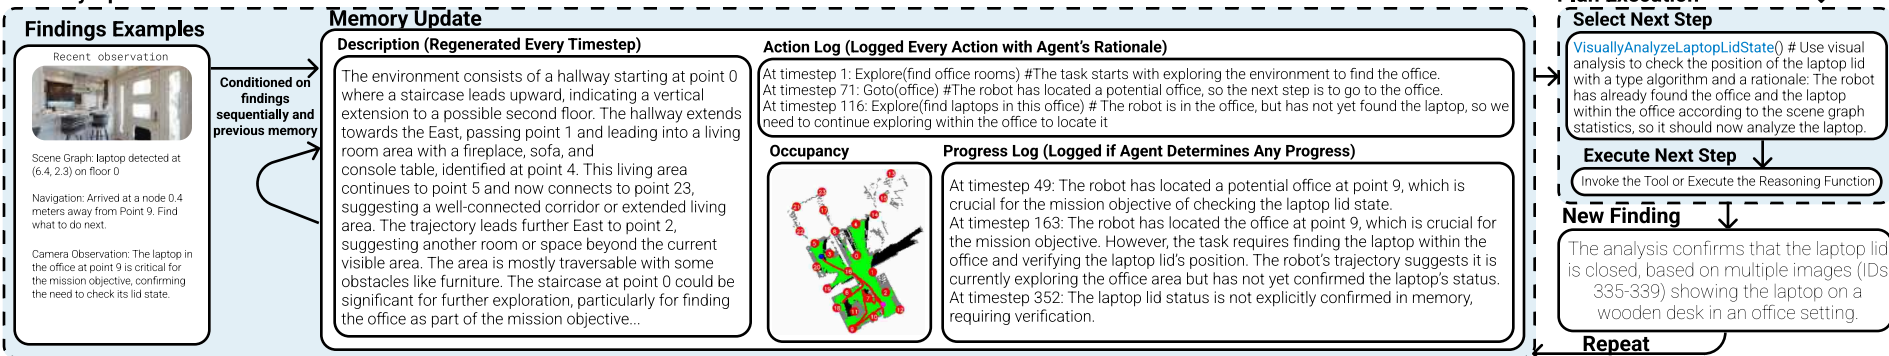 Findings Examples
Recent observation
Scene Graph: laptop detected at
(6.4, 2.3) on floor 0
Navigation: Arrived at a node 0.4
meters away from Point 9. Find
what to do next.
Camera Observation: The laptop in
the office at point 9 is critical for
the mission objective, confirming
the need to check its lid state.
Conditioned on
findings
sequentially and
previous memory
Memory Update
Description (Regenerated Every Timestep)
The environment consists of a hallway starting at point 0
where a staircase leads upward, indicating a vertical
extension to a possible second floor. The hallway extends
towards the East, passing point 1 and leading into a living
room area with a fireplace, sofa, and
console table, identified at point 4. This living area
continues to point 5 and now connects to point 23,
suggesting a well-connected corridor or extended living
area. The trajectory leads further East to point 2,
suggesting another room or space beyond the current
visible area. The area is mostly traversable with some
obstacles like furniture. The staircase at point 0 could be
significant for further exploration, particularly for finding
the office as part of the mission objective...
Action Log (Logged Every Action with Agent's Rationale)
At timestep 1: Explore(find office rooms) #The task starts with exploring the environment to find the office.
At timestep 71: Goto(office) #The robot has located a potential office, so the next step is to go to the office.
At timestep 116: Explore(find laptops in this office) # The robot is in the office, but has not yet found the laptop, so we
need to continue exploring within the office to locate it
Occupancy
Progress Log (Logged if Agent Determines Any Progress)
At timestep 49: The robot has located a potential office at point 9, which is
crucial for the mission objective of checking the laptop lid state.
At timestep 163: The robot has located the office at point 9, which is crucial for
the mission objective. However, the task requires finding the laptop within the
office and verifying the laptop lid's position. The robot's trajectory suggests it is
currently exploring the office area but has not yet confirmed the laptop's status.
At timestep 352: The laptop lid status is not explicitly confirmed in memory,
requiring verification.
Select Next Step
VisuallyAnalyzeLaptopLidState() # Use visual
analysis to check the position of the laptop lid
with a type algorithm and a rationale: The robot
has already found the office and the laptop
within the office according to the scene graph
statistics, so it should now analyze the laptop.
Execute Next Step
Invoke the Tool or Execute the Reasoning Function
New Finding
The analysis confirms that the laptop lid
is closed, based on multiple images (IDs
335-339) showing the laptop on a
wooden desk in an office setting.
Repeat